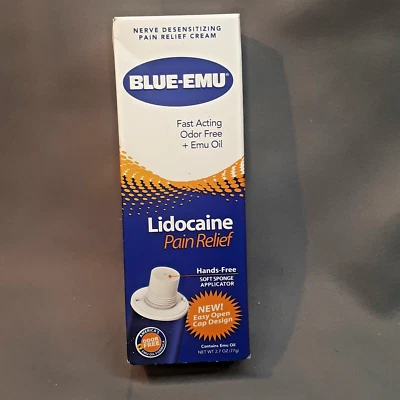 NERVE DESENSITIZING
PAIN RELIEF CREAM
BLUE-EMU®
Fast Acting
Odor Free
+ Emu Oil
Lidocaine
Pain Relief
Hands-Free
SOFT SPONGE
APPLICATOR
NEW!
Easy Open
Cap Design
AMERICA'S
ODOR FREE
Contains Emu Oil
NET WT 2.7 OZ (77g)